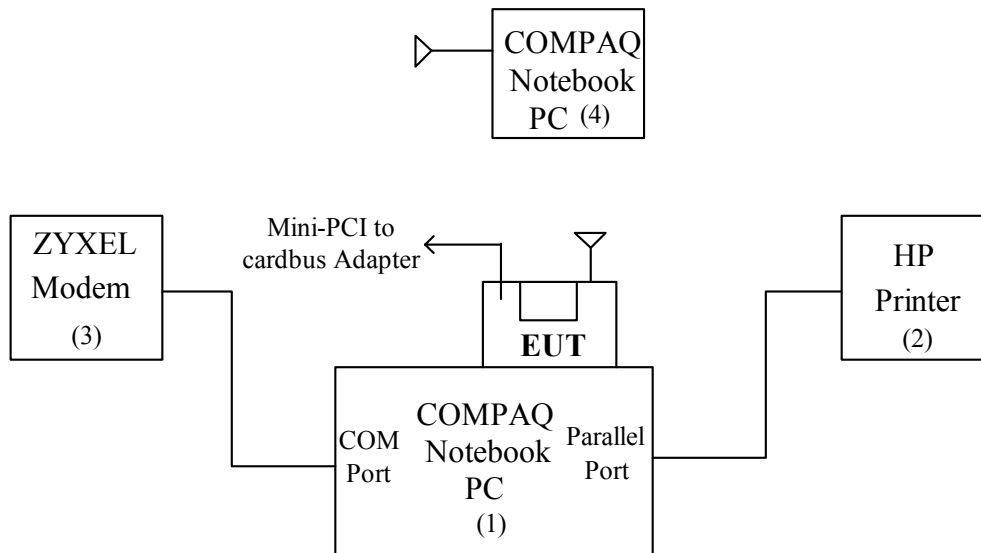 COMPAQ
Notebook
PC (4)
Mini-PCI to
cardbus Adapter
ZYXEL
Modem
(3)
HP
Printer
(2)
EUT
COM
Port
COMPAQ
Notebook
PC
(1)
Parallel
Port